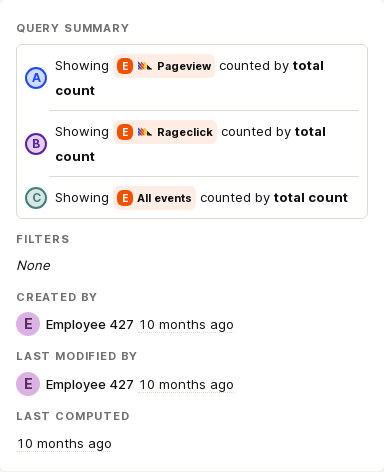 QUERY SUMMARY
A Showing E Pageview counted by total
count
B Showing E Rageclick counted by total
count
C Showing E All events counted by total count
FILTERS
None
CREATED BY
E Employee 427 10 months ago
LAST MODIFIED BY
E Employee 427 10 months ago
LAST COMPUTED
10 months ago